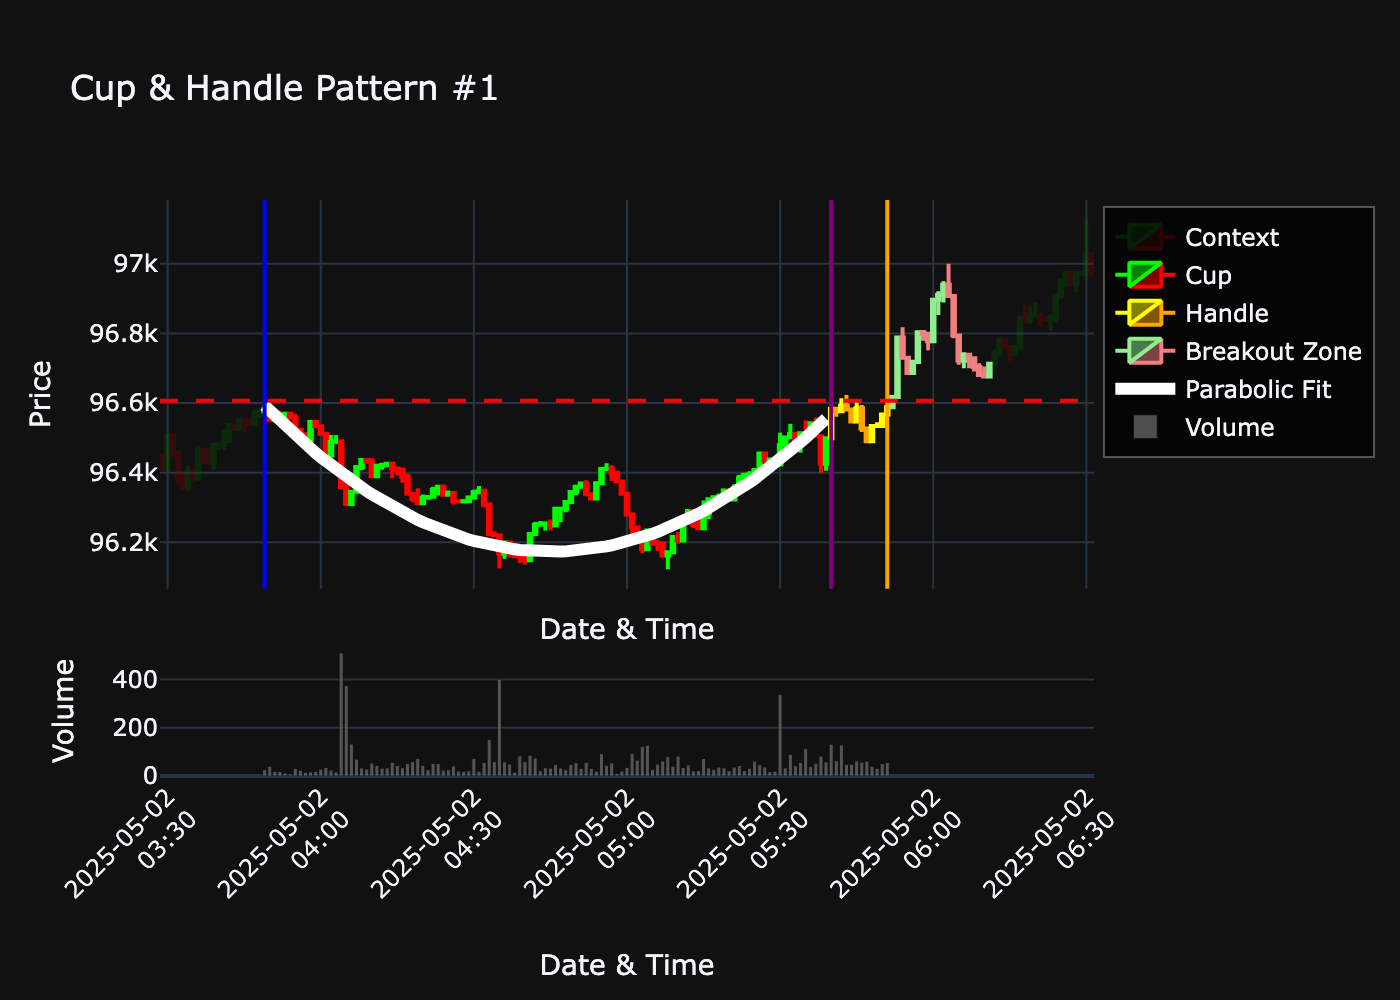 Cup & Handle Pattern #1
Context
Cup
Handle
Breakout Zone
Parabolic Fit
Volume
Price
97k
96.8k
96.6k
96.4k
96.2k
Date & Time
Volume
400
200
0
2025-05-02
03:30
2025-05-02
04:00
2025-05-02
04:30
2025-05-02
05:00
2025-05-02
05:30
2025-05-02
06:00
2025-05-02
06:30
Date & Time